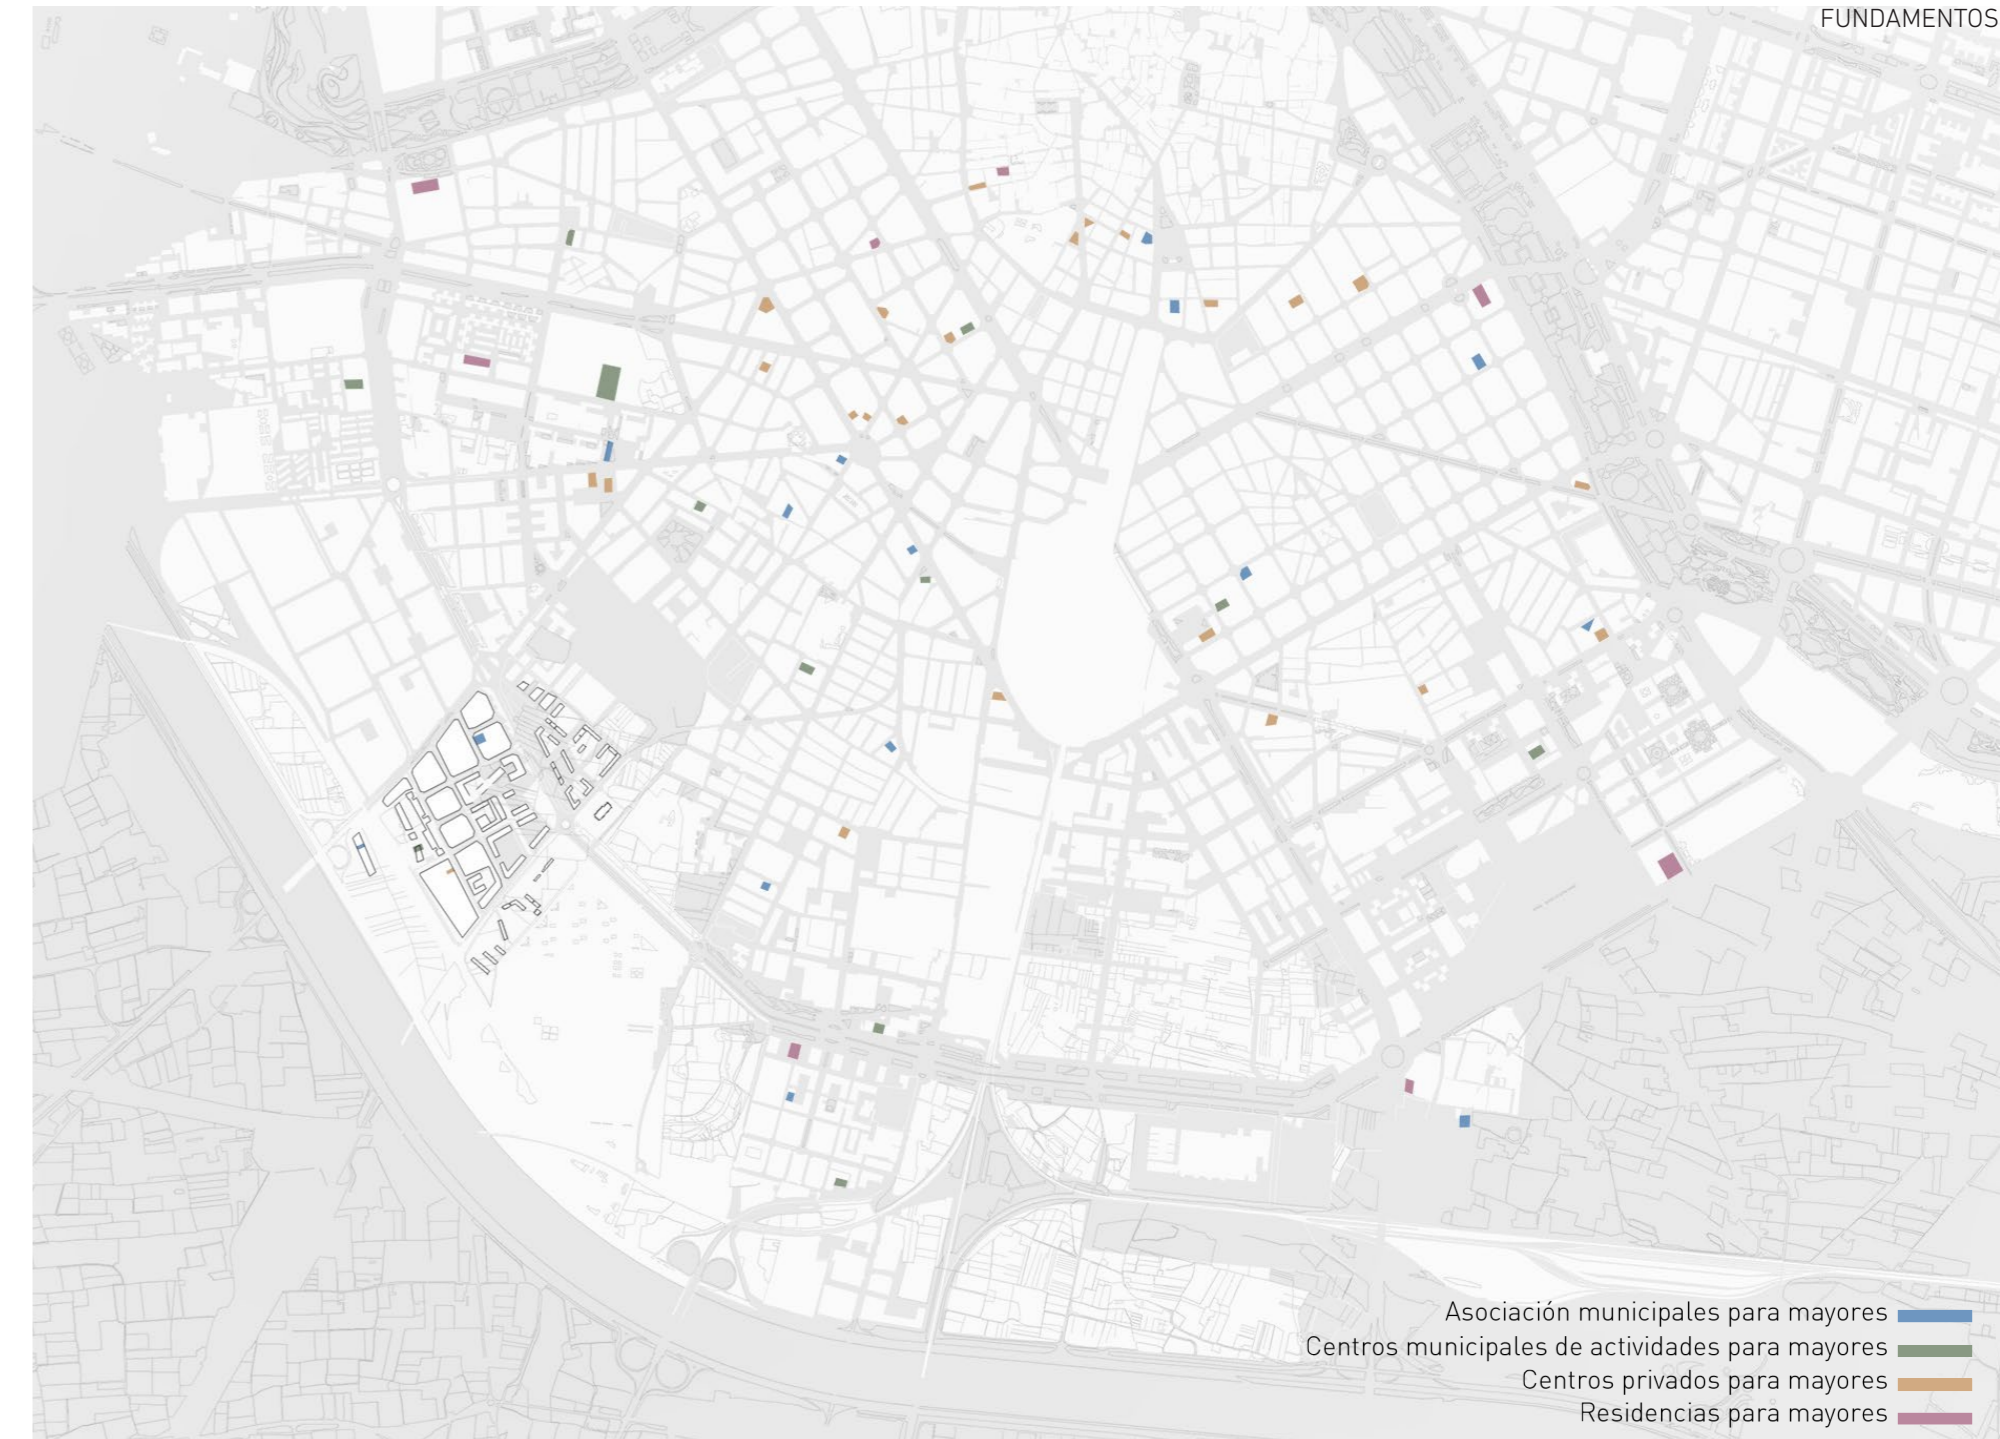 FUNDAMENTOS
Asociación municipales para mayores
Centros municipales de actividades para mayores
Centros privados para mayores
Residencias para mayores